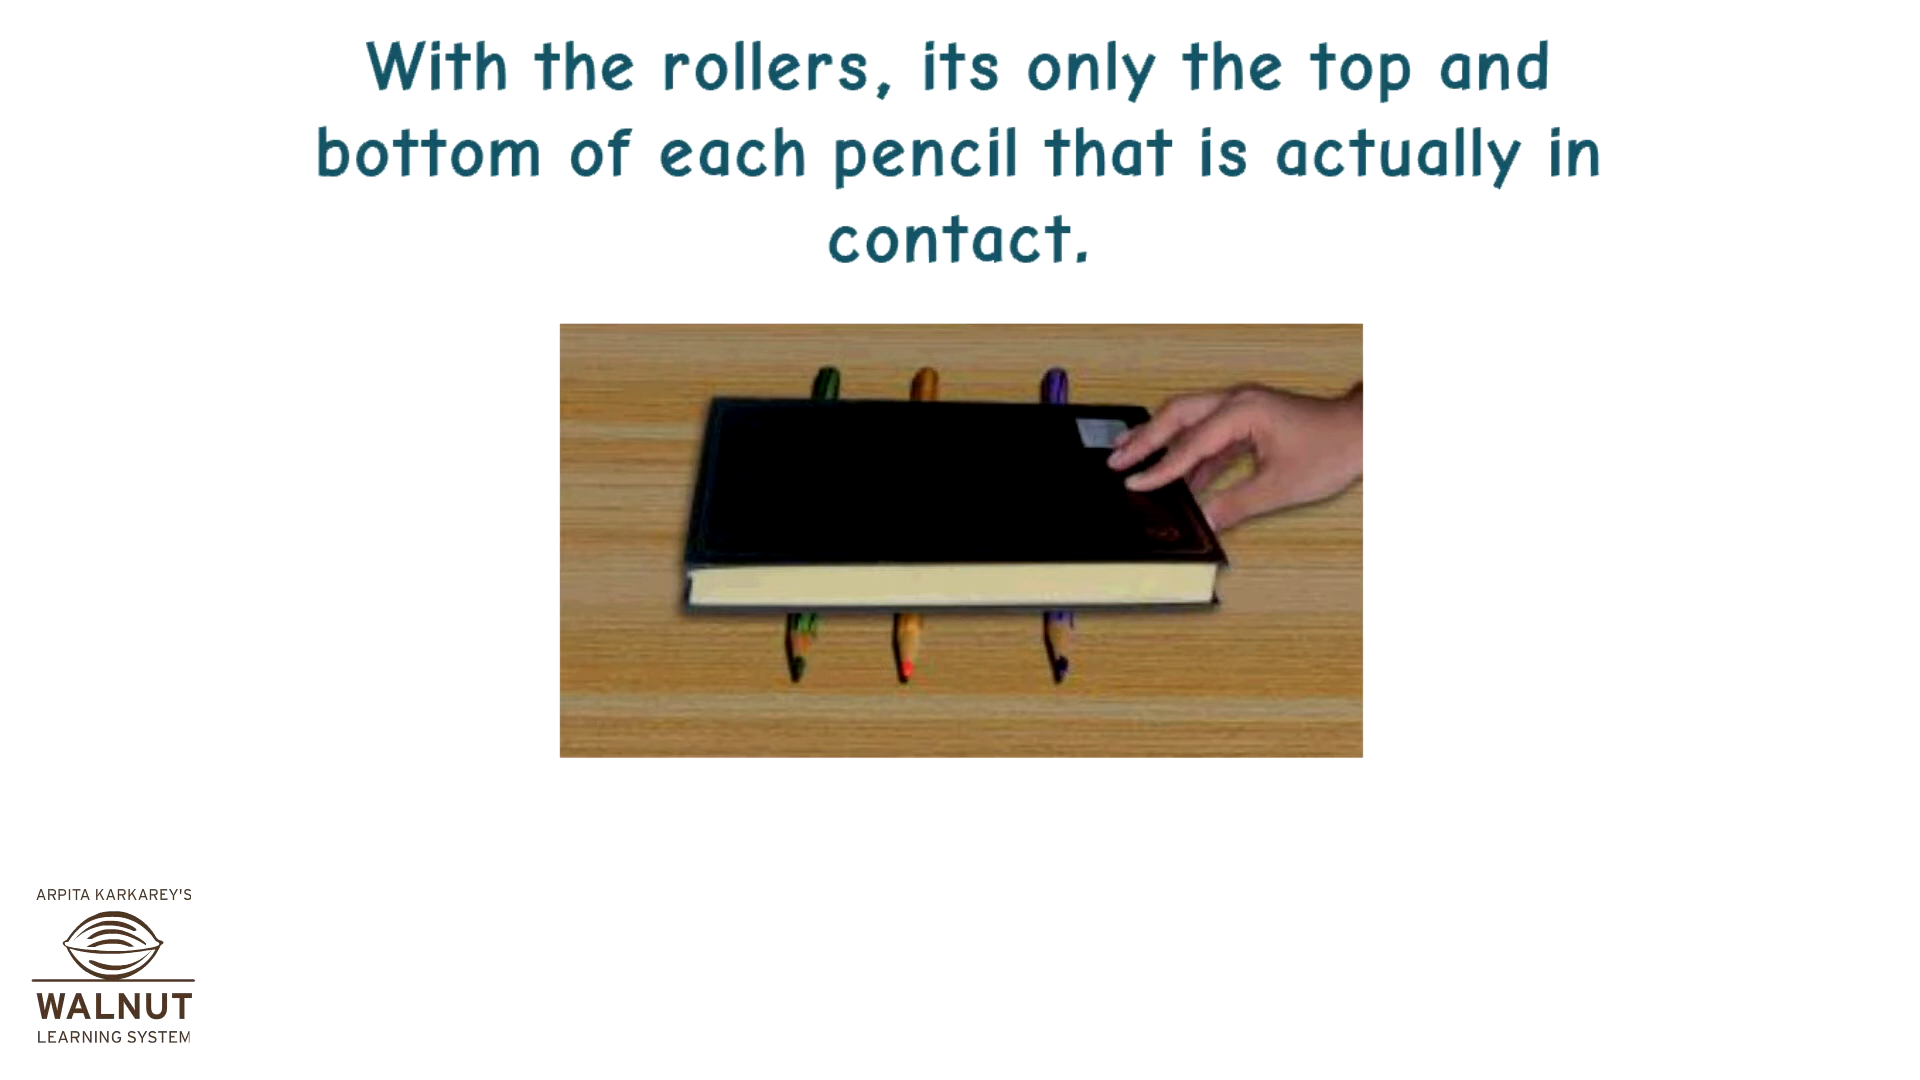 With the rollers, its only the top and
bottom of each pencil that is actually in
contact.
ARPITA KARKAREY'S
WALNUT
LEARNING SYSTEM